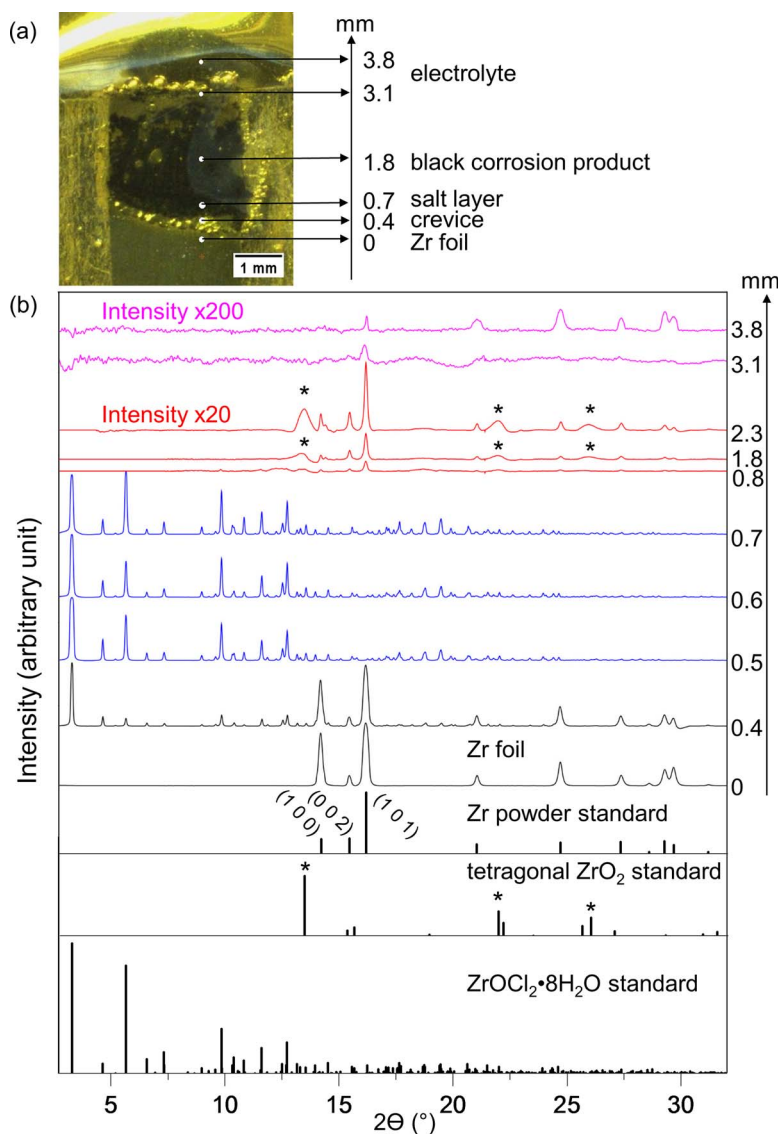 (a)
mm
3.8
electrolyte
3.1
1.8 black corrosion product
0.7 salt layer
0.4 crevice
0 Zr foil
1 mm
(b)
mm
Intensity x200
3.8
3.1
Intensity x20
* * *
2.3
* * *
1.8
0.8
0.7
0.6
0.5
0.4
Zr foil
0
(1 0 0) (0 0 2) (1 0 1)
Zr powder standard
tetragonal ZrO₂ standard
* * *
ZrOCl₂•8H₂O standard
5 10 15 20 25 30
2Θ (°)
Intensity (arbitrary unit)